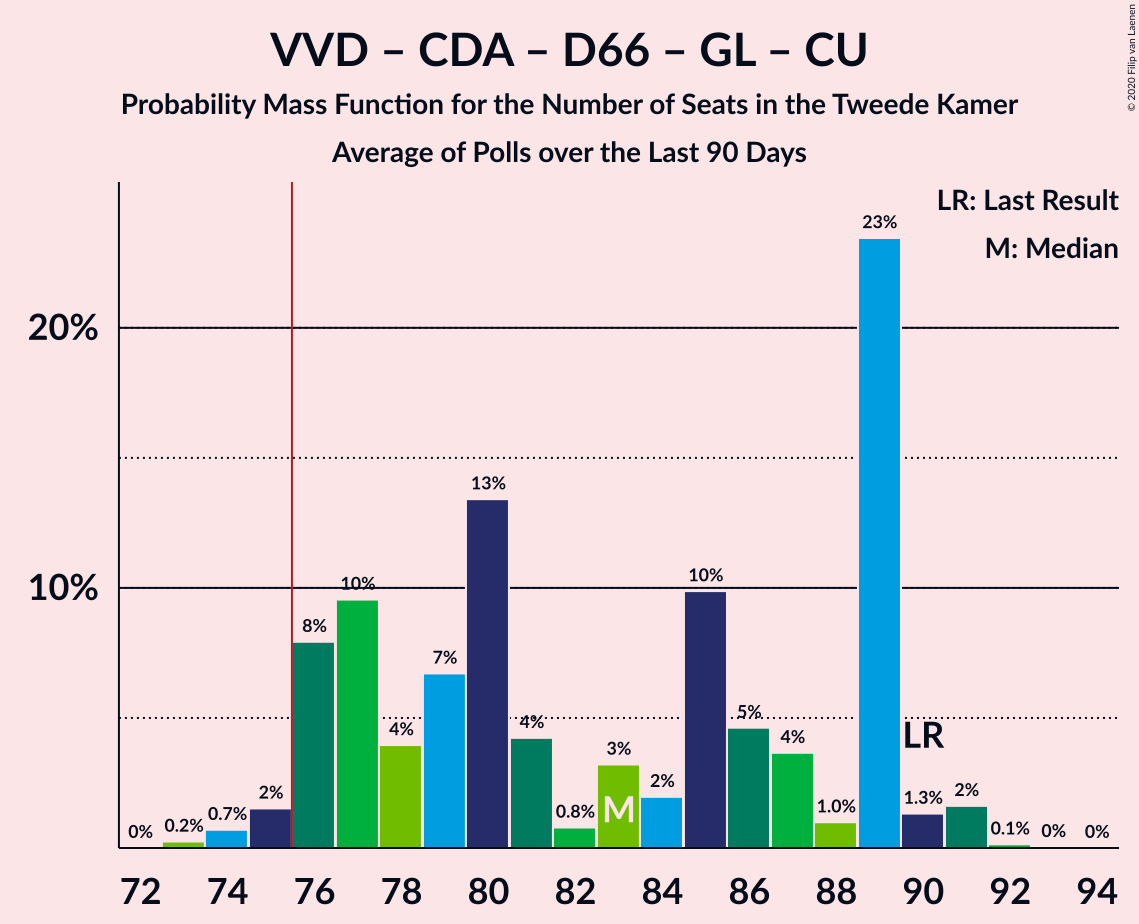 VVD – CDA – D66 – GL – CU
Probability Mass Function for the Number of Seats in the Tweede Kamer
Average of Polls over the Last 90 Days
© 2020 Filip van Laenen
LR: Last Result
M: Median
20%
10%
0%
0.2%
0.7%
2%
8%
10%
4%
7%
13%
4%
0.8%
3%
2%
10%
5%
4%
1.0%
23%
1.3%
2%
0.1%
0%
0%
M
LR
72 74 76 78 80 82 84 86 88 90 92 94